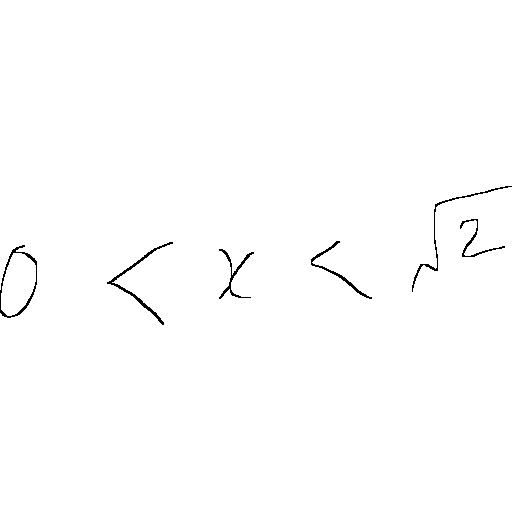 0 < x < √2